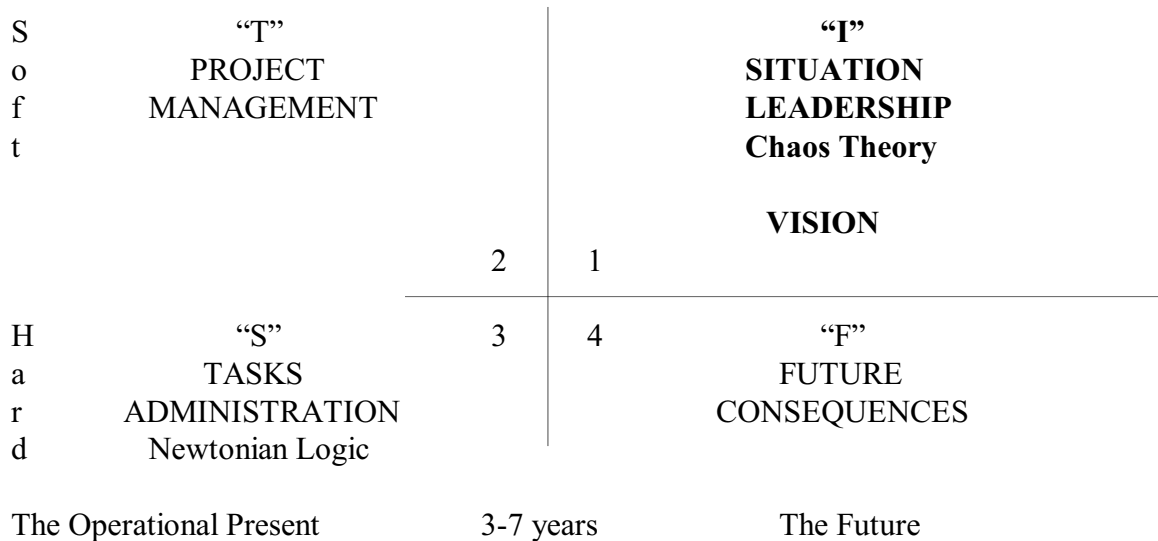 S “T” “I”
o PROJECT SITUATION
f MANAGEMENT LEADERSHIP
t Chaos Theory
VISION
2 1
H “S” 3 4 “F”
a TASKS FUTURE
r ADMINISTRATION CONSEQUENCES
d Newtonian Logic
The Operational Present 3-7 years The Future